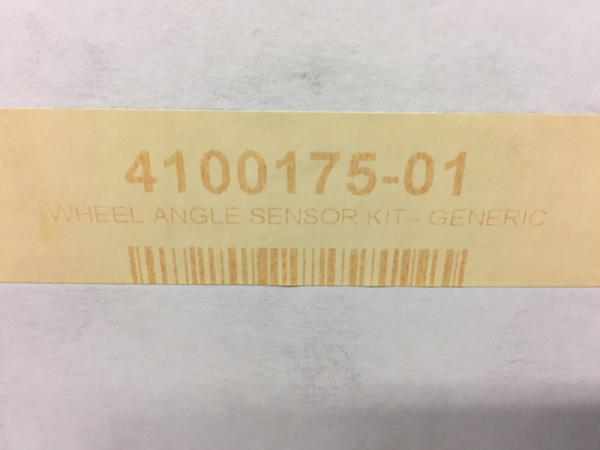 4100175-01
WHEEL ANGLE SENSOR KIT - GENERIC